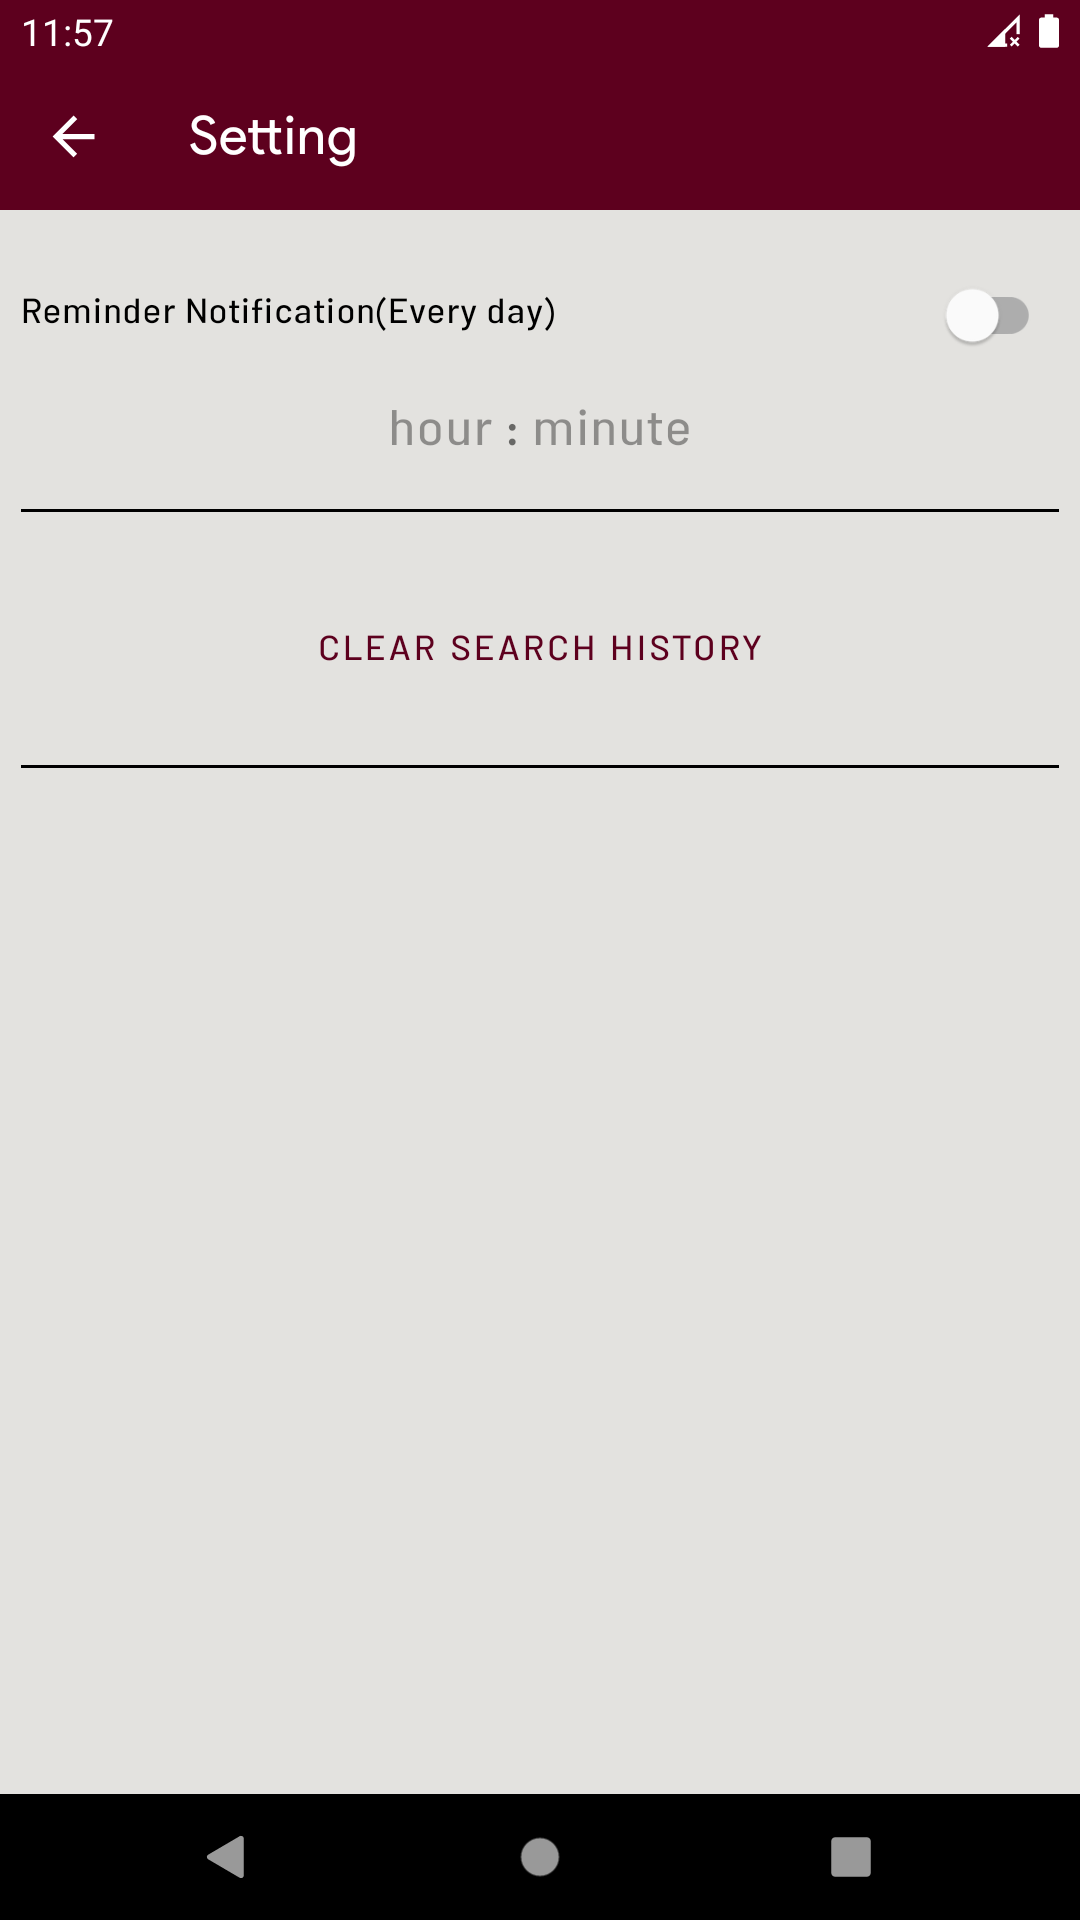 11:57
Setting
Reminder Notification(Every day)
hour : minute
CLEAR SEARCH HISTORY